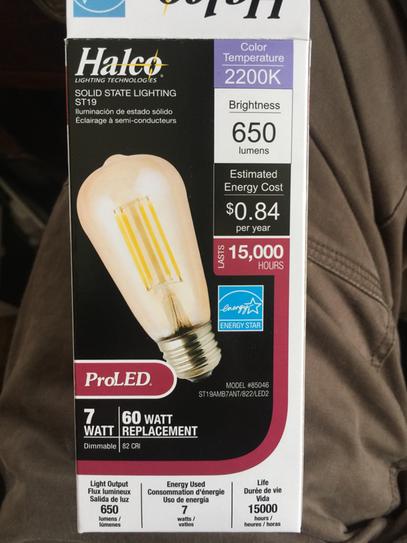 Halco
Halco
LIGHTING TECHNOLOGIES®
SOLID STATE LIGHTING
ST19
Iluminación de estado sólido
Éclairage à semi-conducteurs
Color
Temperature
2200K
Brightness
650
lumens
Estimated
Energy Cost
$0.84
per year
LASTS 15,000
HOURS
energy
ENERGY STAR
ProLED.
MODEL #85046
ST19AMB7ANT/822/LED2
7
WATT
Dimmable
60 WATT
REPLACEMENT
82 CRI
Light Output
Flux lumineux
Salida de luz
650
lumens /
lúmenes
Energy Used
Consommation d'énergie
Uso de energía
7
watts /
vatios
Life
Durée de vie
Vida
15000
hours /
heures / horas